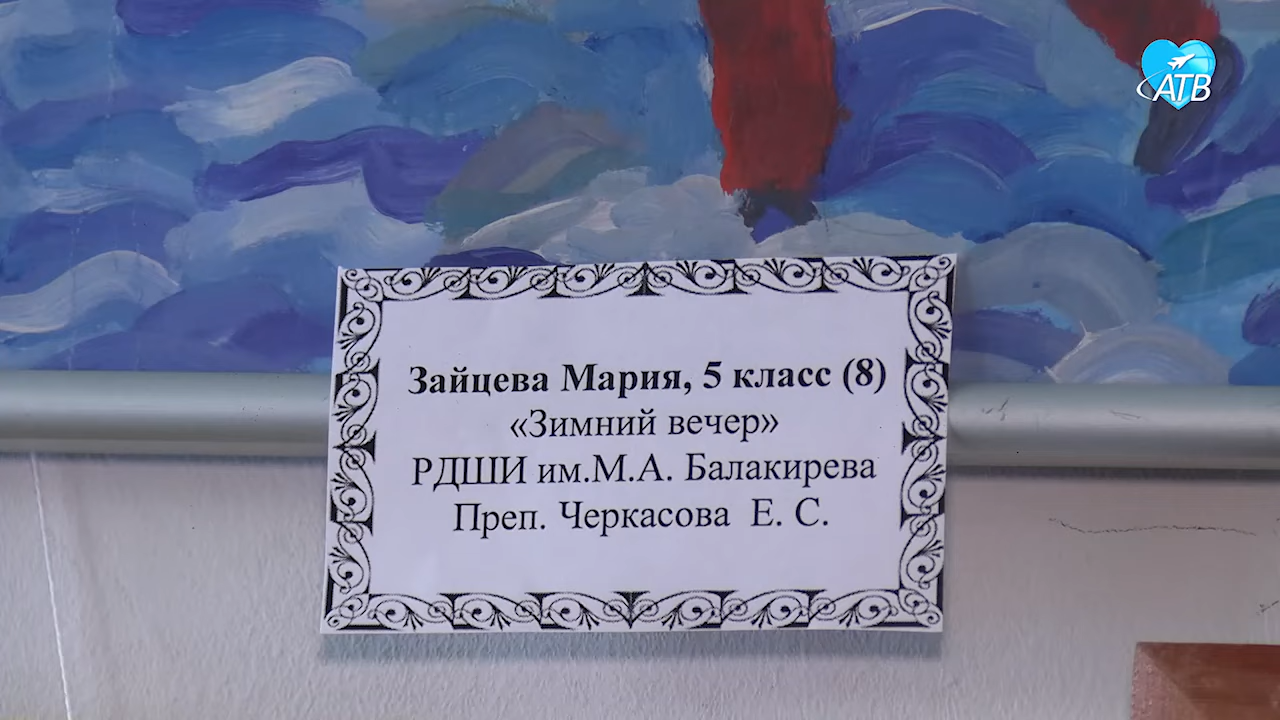 АТВ
Зайцева Мария, 5 класс (8)
«Зимний вечер»
РДШИ им.М.А. Балакирева
Преп. Черкасова Е. С.